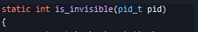 static int is_invisible(pid_t pid)
{